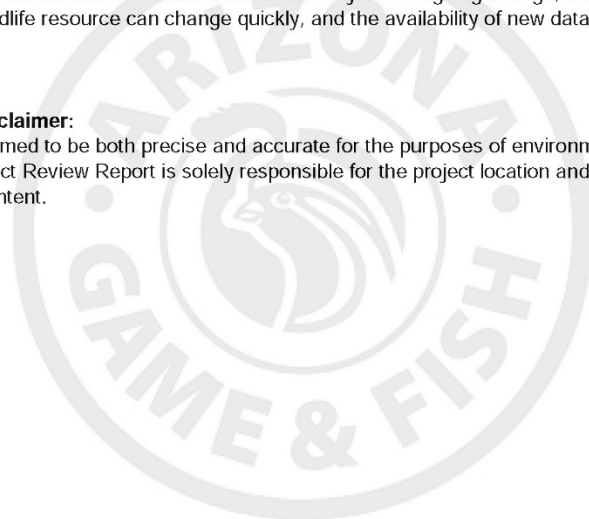 dlife resource can change quickly, and the availability of new data
claimer:
med to be both precise and accurate for the purposes of environm
ct Review Report is solely responsible for the project location and
ntent.
ARIZONA
GAME & FISH